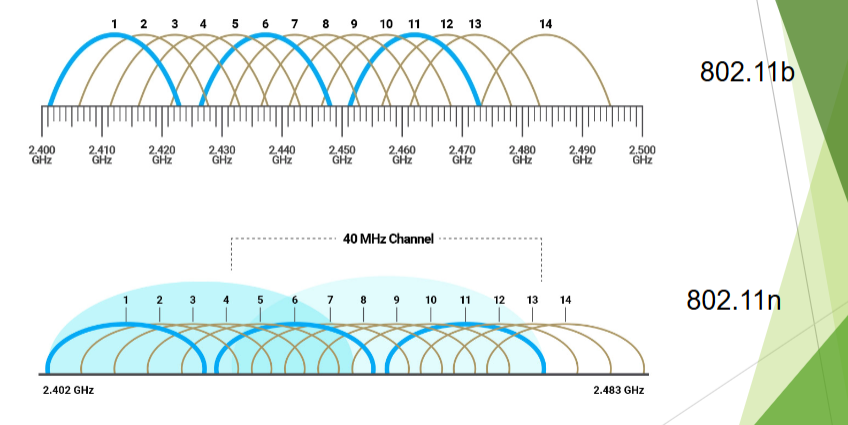 1 2 3 4 5 6 7 8 9 10 11 12 13 14
802.11b
2.400 2.410 2.420 2.430 2.440 2.450 2.460 2.470 2.480 2.490 2.500
GHz GHz GHz GHz GHz GHz GHz GHz GHz GHz GHz
40 MHz Channel
1 2 3 4 5 6 7 8 9 10 11 12 13 14
802.11n
2.402 GHz 2.483 GHz